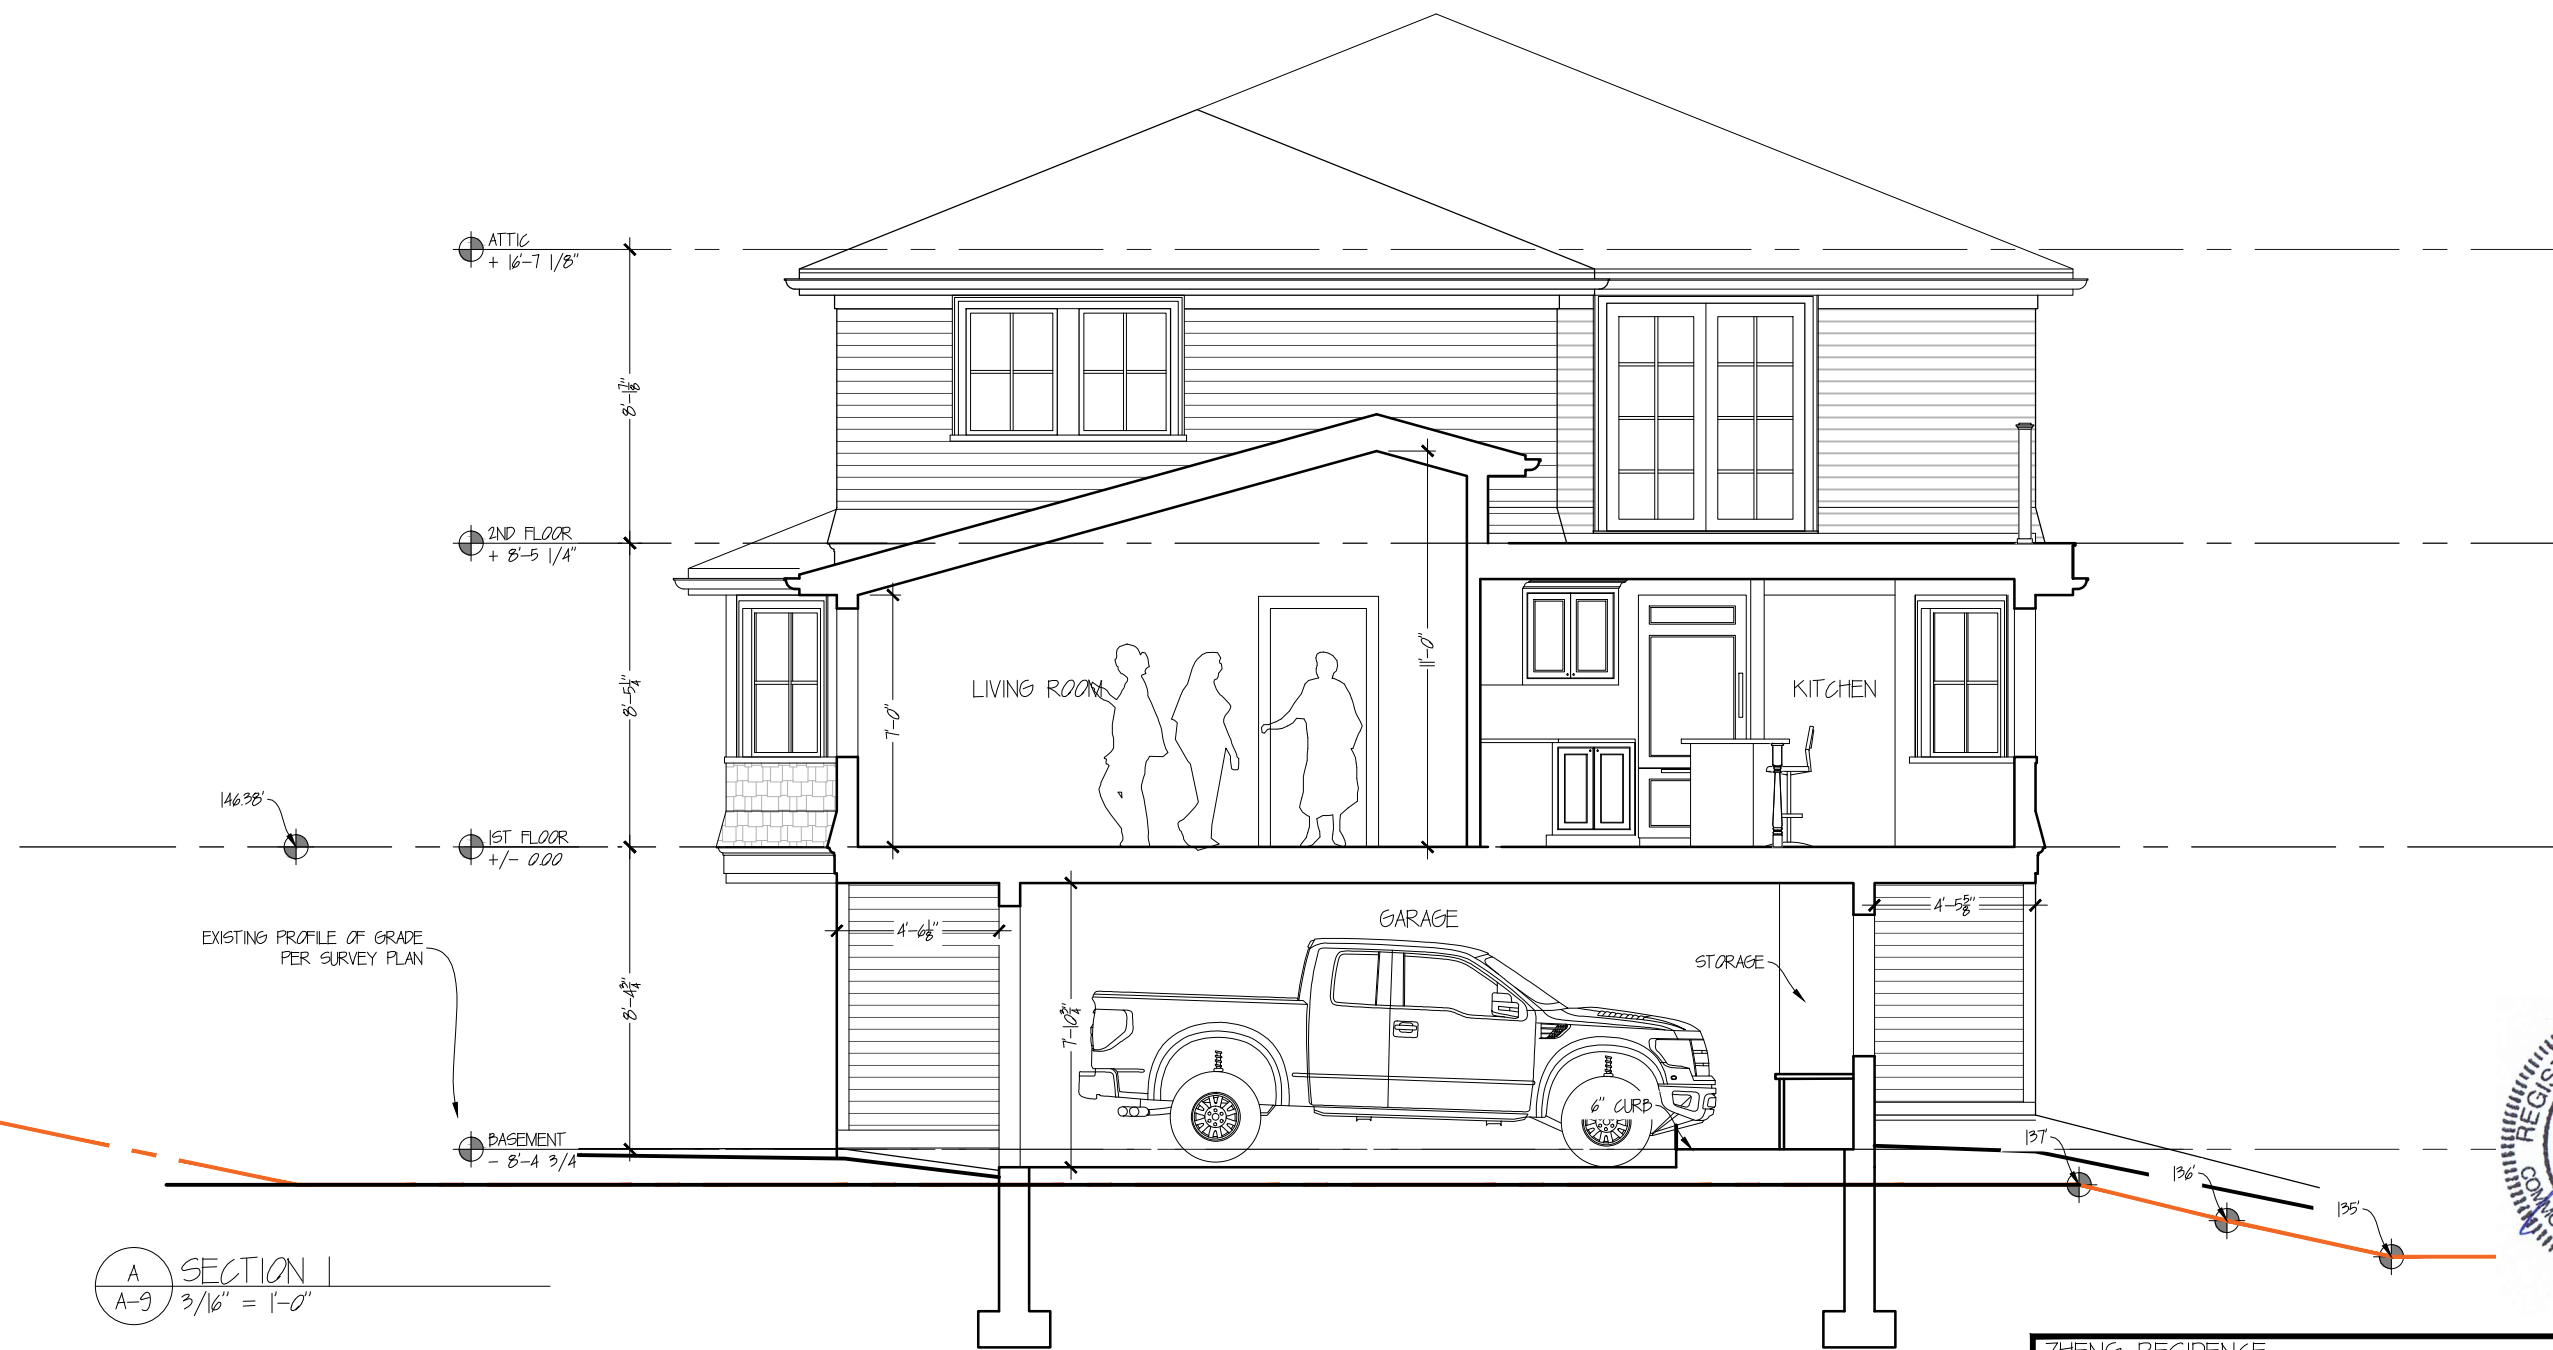 ATTIC
+ 16'-7 1/8"
8'-1 7/8"
2ND FLOOR
+ 8'-5 1/4"
8'-5 1/4"
11'-0"
7'-0"
LIVING ROOM
KITCHEN
146.38'
1ST FLOOR
+/- 0.00
4'-6 1/8"
GARAGE
4'-5 5/8"
EXISTING PROFILE OF GRADE
PER SURVEY PLAN
STORAGE
8'-4 3/4"
7'-10 3/4"
6" CURB
BASEMENT
- 8'-4 3/4
137'
136'
135'
A
A-9
SECTION 1
3/16" = 1'-0"
ZHENG RESIDENCE